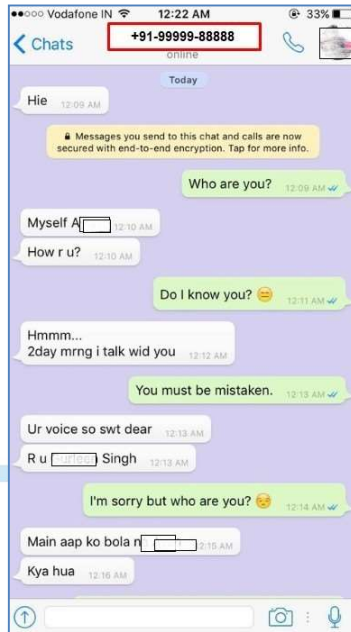 Vodafone IN 12:22 AM 33%
Chats
+91-99999-88888
online
Today
Hie 12:09 AM
Messages you send to this chat and calls are now
secured with end-to-end encryption. Tap for more info.
Who are you? 12:09 AM
Myself A 12:10 AM
How r u? 12:10 AM
Do I know you? 😑 12:11 AM
Hmmm...
2day mrng i talk wid you 12:12 AM
You must be mistaken. 12:13 AM
Ur voice so swt dear 12:13 AM
R u Singh 12:13 AM
I'm sorry but who are you? 😒 12:14 AM
Main aap ko bola 2:15 AM
Kya hua 12:16 AM